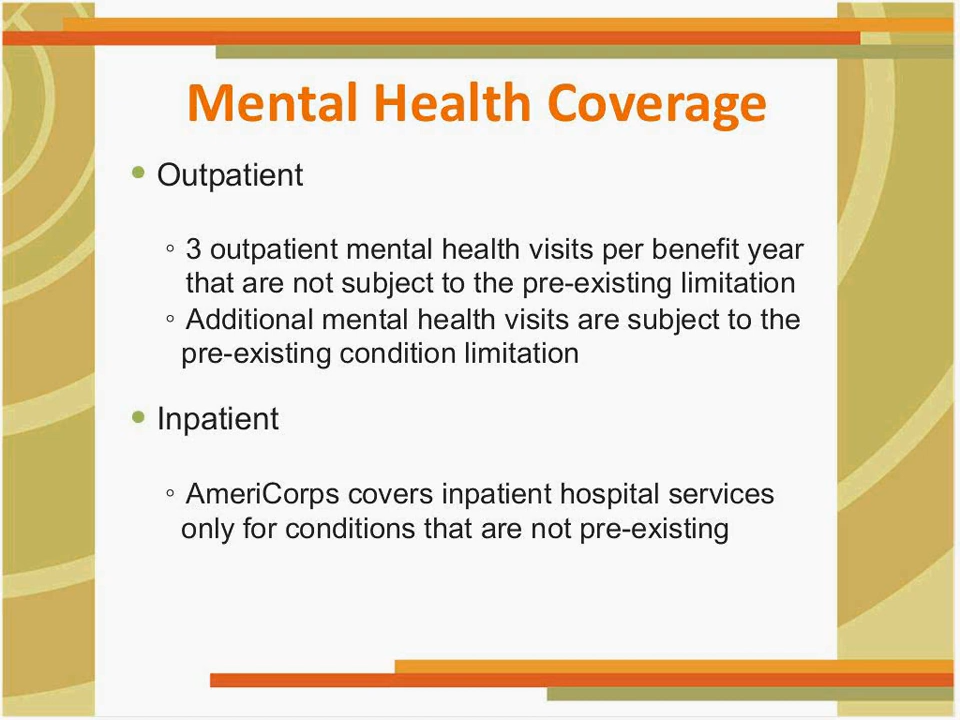 Mental Health Coverage
• Outpatient
◦ 3 outpatient mental health visits per benefit year
that are not subject to the pre-existing limitation
◦ Additional mental health visits are subject to the
pre-existing condition limitation
• Inpatient
◦ AmeriCorps covers inpatient hospital services
only for conditions that are not pre-existing